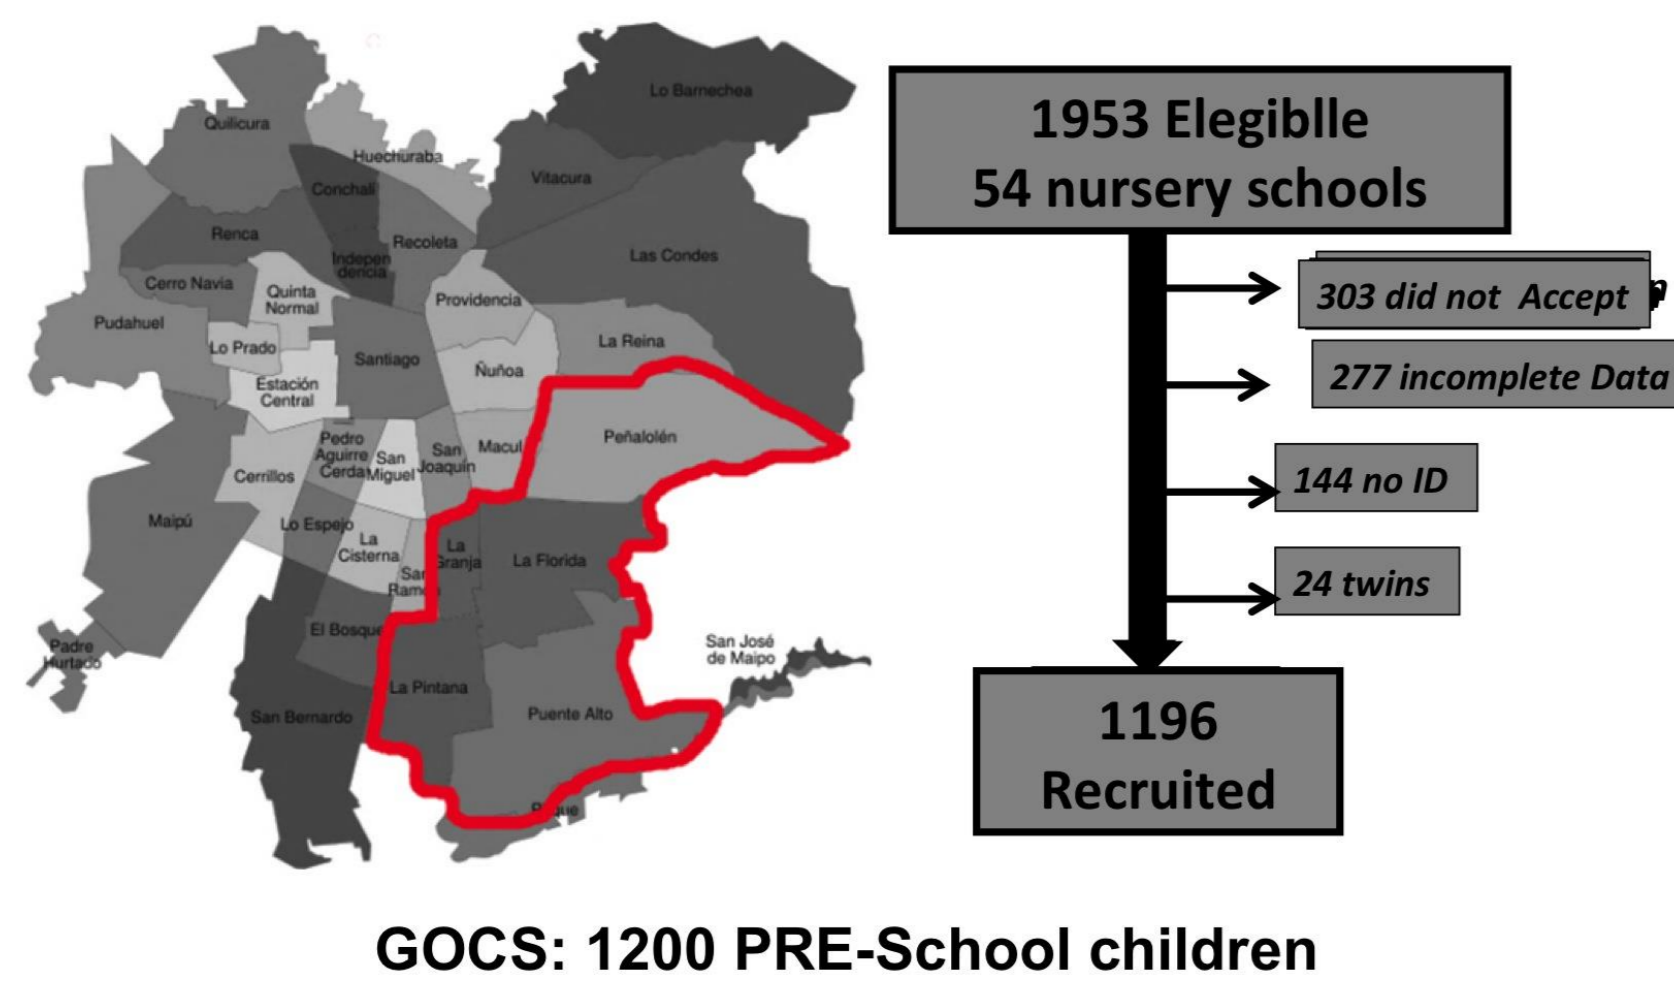 Lo Barnechea
Quilicura
Huechuraba
Vitacura
Conchalí
Renca
Recoleta
Indepen
dencia
Las Condes
Cerro Navia
Quinta
Normal
Providencia
Pudahuel
Lo Prado
La Reina
Santiago
Ñuñoa
Estación
Central
Peñalolén
Pedro
Aguirre
Cerda
San
Miguel
San
Joaquín
Macul
Cerrillos
Maipú
Lo Espejo
La
Cisterna
La
Granja
La Florida
San
Ramón
El Bosque
Padre
Hurtado
San José
de Maipo
La Pintana
San Bernardo
Puente Alto
1953 Elegiblle
54 nursery schools
303 did not Accept
277 incomplete Data
144 no ID
24 twins
1196
Recruited
GOCS: 1200 PRE-School children